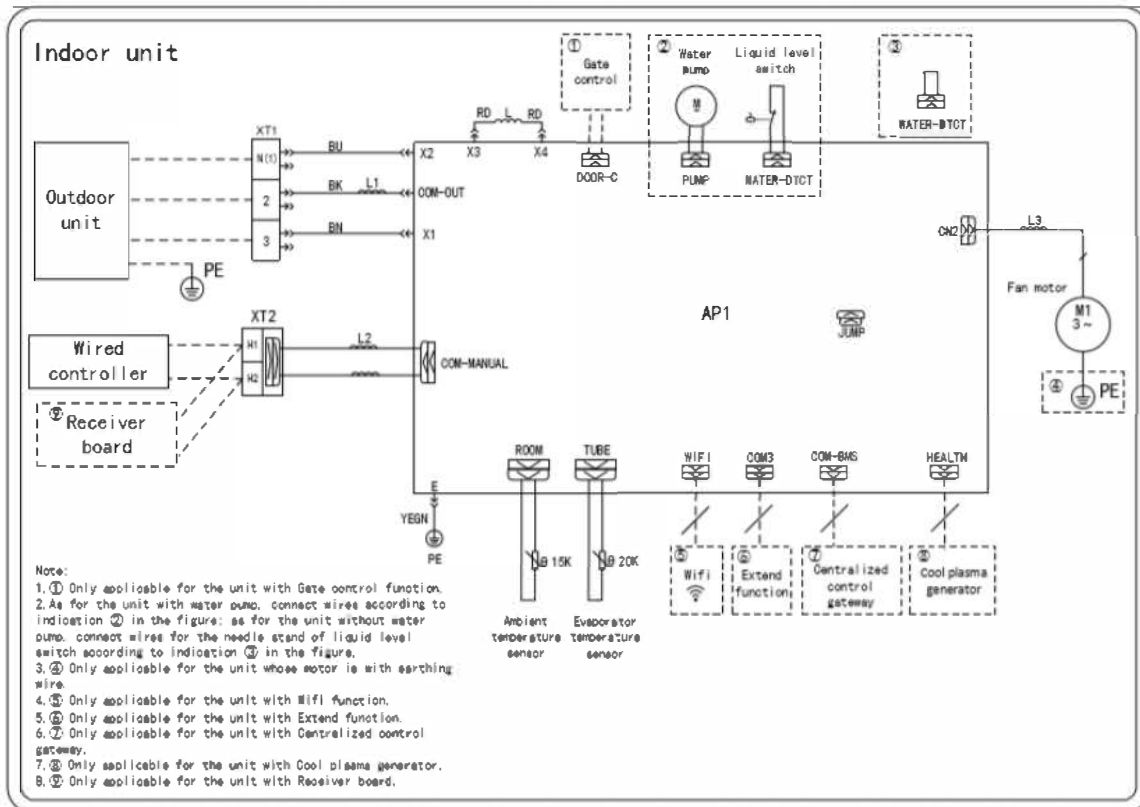 Indoor unit
① Gate control
② Water pump
M
Liquid level switch
③
WATER-DTCT
RD L RD
X3 X4
DOOR-C
PUMP
WATER-DTCT
XT1
N(1)
2
3
BU
X2
BK L1
COM-OUT
BN
X1
Outdoor unit
PE
CN2
L3
Fan motor
M1
3~
④ PE
AP1
JUMP
XT2
H1
H2
L2
COM-MANUAL
Wired controller
⑨ Receiver board
ROOM
TUBE
WIFI
COM3
COM-BMS
HEALTH
E
YEGN
PE
θ 15K
θ 20K
Ambient temperature sensor
Evaporator temperature sensor
⑤ Wifi
⑥ Extend function
⑦ Centralized control gateway
⑧ Cool plasma generator
Note:
1. ① Only applicable for the unit with Gate control function.
2. As for the unit with water pump, connect wires according to
indication ② in the figure; as for the unit without water
pump, connect wires for the needle stand of liquid level
switch according to indication ③ in the figure.
3. ④ Only applicable for the unit whose motor is with earthing
wire.
4. ⑤ Only applicable for the unit with Wifi function.
5. ⑥ Only applicable for the unit with Extend function.
6. ⑦ Only applicable for the unit with Centralized control
gateway.
7. ⑧ Only applicable for the unit with Cool plasma generator.
8. ⑨ Only applicable for the unit with Receiver board.